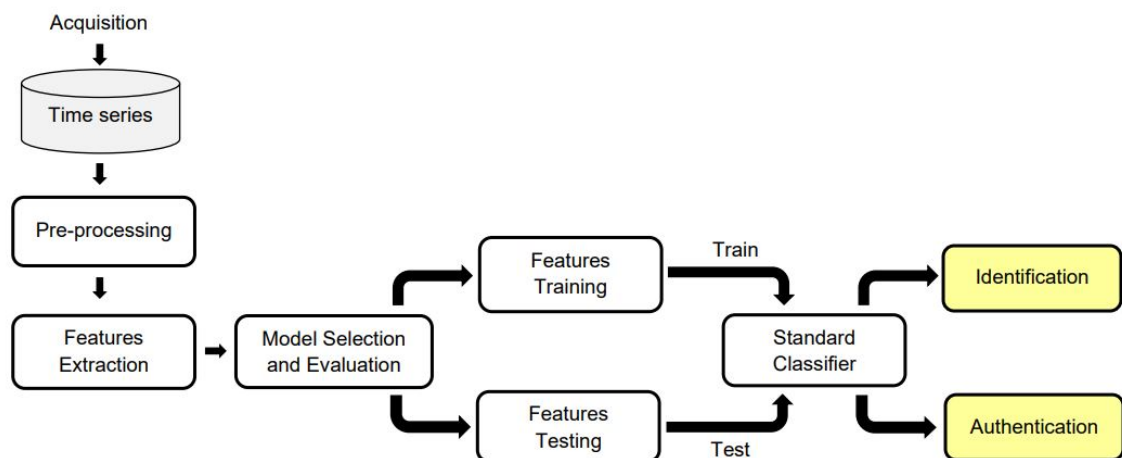 Acquisition
Time series
Pre-processing
Features
Extraction
Model Selection
and Evaluation
Features
Training
Train
Features
Testing
Test
Standard
Classifier
Identification
Authentication